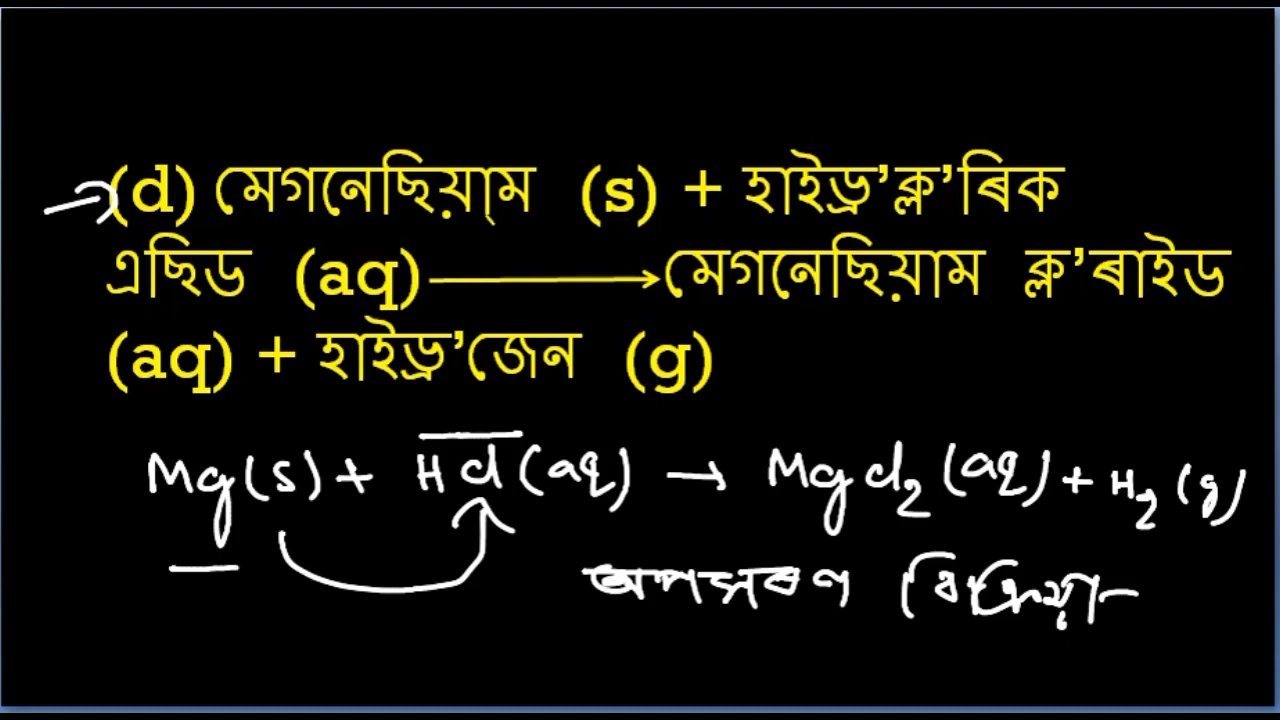 (d) মেগনেছিয়া্ম (s) + হাইড্ৰ’ক্ল’ৰিক
এছিড (aq) ⟶ মেগনেছিয়াম ক্ল’ৰাইড
(aq) + হাইড্ৰ’জেন (g)
Mg(s) + HCl (aq) → MgCl₂ (aq) + H₂ (g)
অপসৰণ বিক্ৰিয়া